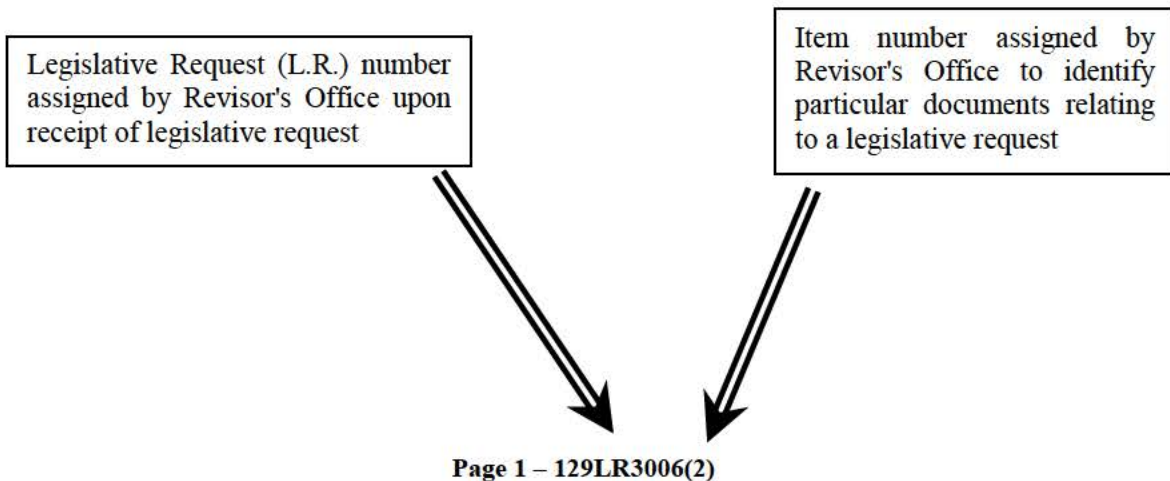 Legislative Request (L.R.) number
assigned by Revisor's Office upon
receipt of legislative request
Item number assigned by
Revisor's Office to identify
particular documents relating
to a legislative request
Page 1 – 129LR3006(2)